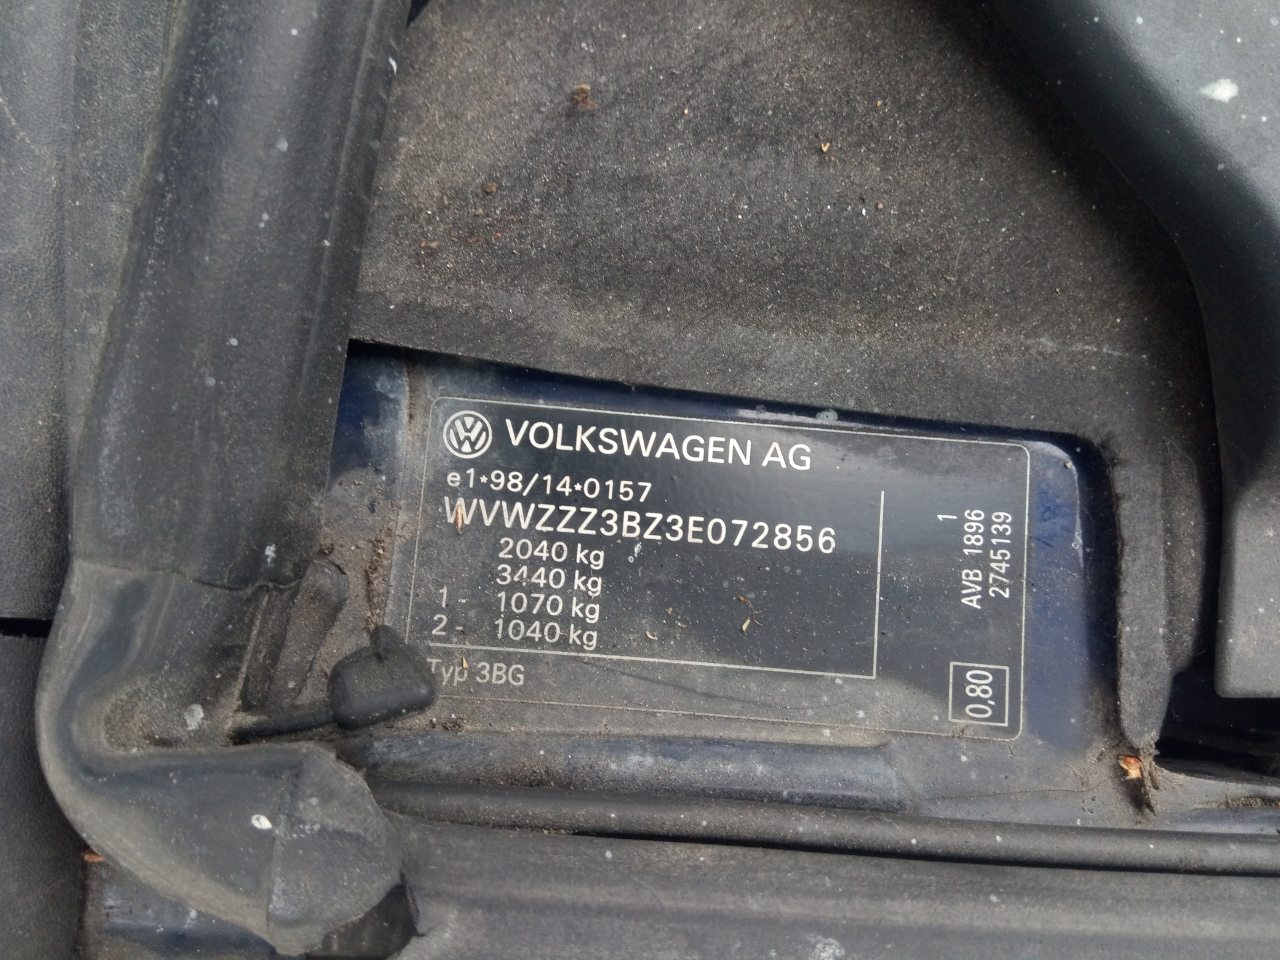 VOLKSWAGEN AG
e1*98/14*0157
WVWZZZ3BZ3E072856
2040 kg
3440 kg
1 - 1070 kg
2 - 1040 kg
Typ 3BG
1
AVB 1896
2745139
0,80